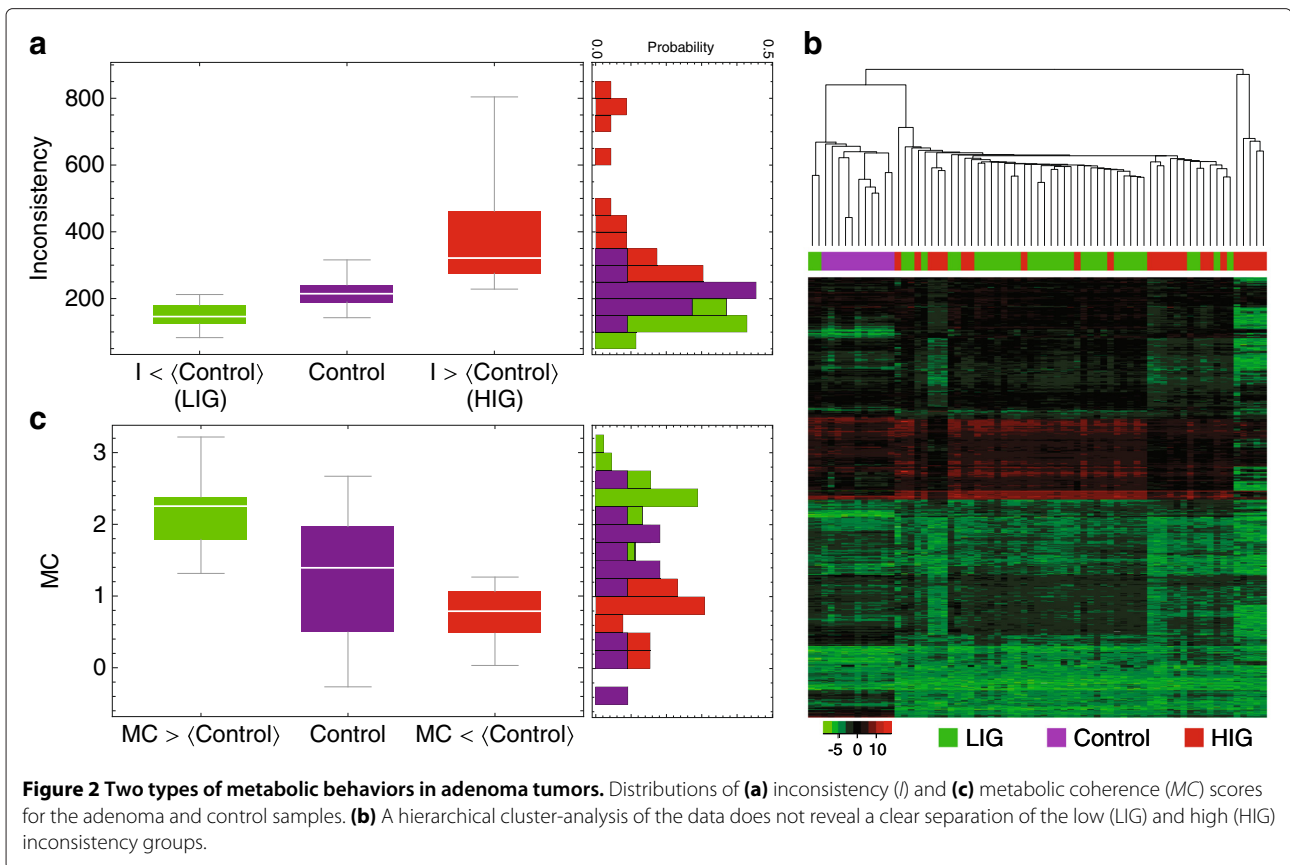 a
Probability
0.0
0.5
Inconsistency
800
600
400
200
I < ⟨Control⟩
(LIG)
Control
I > ⟨Control⟩
(HIG)
b
-5 0 10
LIG
Control
HIG
c
MC
3
2
1
0
MC > ⟨Control⟩
Control
MC < ⟨Control⟩
Figure 2 Two types of metabolic behaviors in adenoma tumors. Distributions of (a) inconsistency (I) and (c) metabolic coherence (MC) scores
for the adenoma and control samples. (b) A hierarchical cluster-analysis of the data does not reveal a clear separation of the low (LIG) and high (HIG)
inconsistency groups.